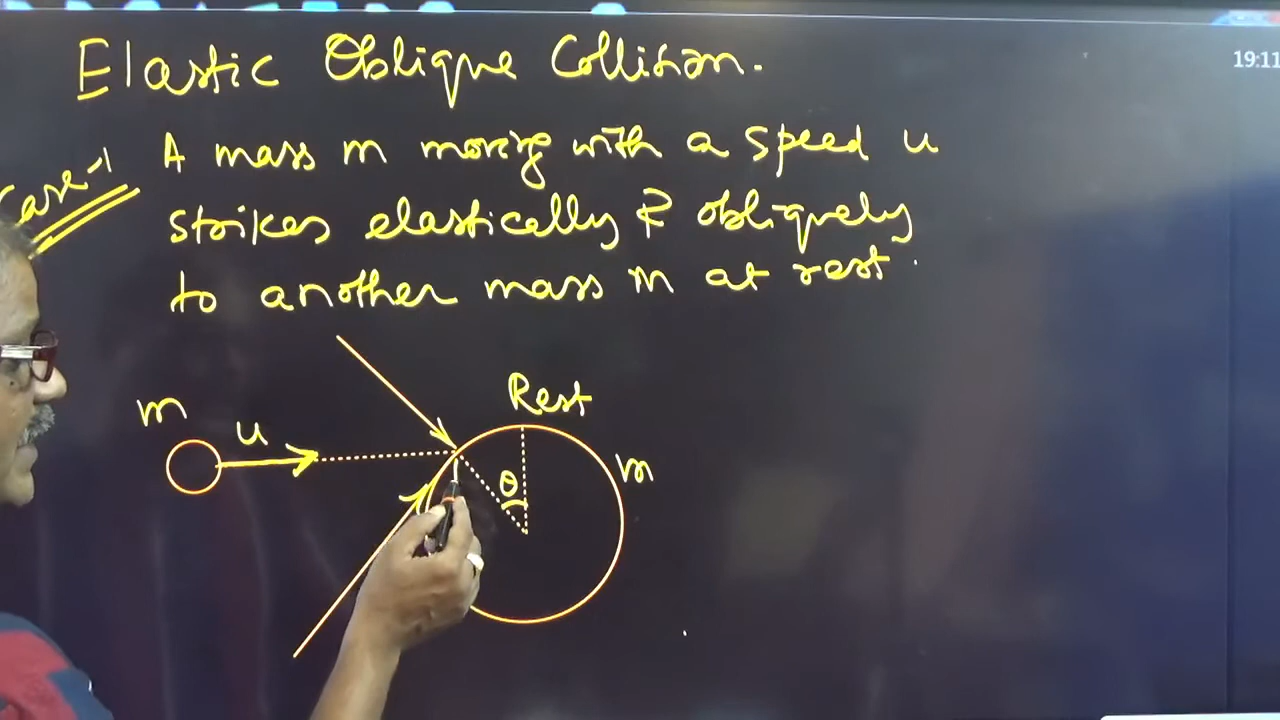 Elastic Oblique Collision.
Case-1
A mass m moving with a speed u
strikes elastically & obliquely
to another mass m at rest.
Rest
m
u
m
θ
19:11